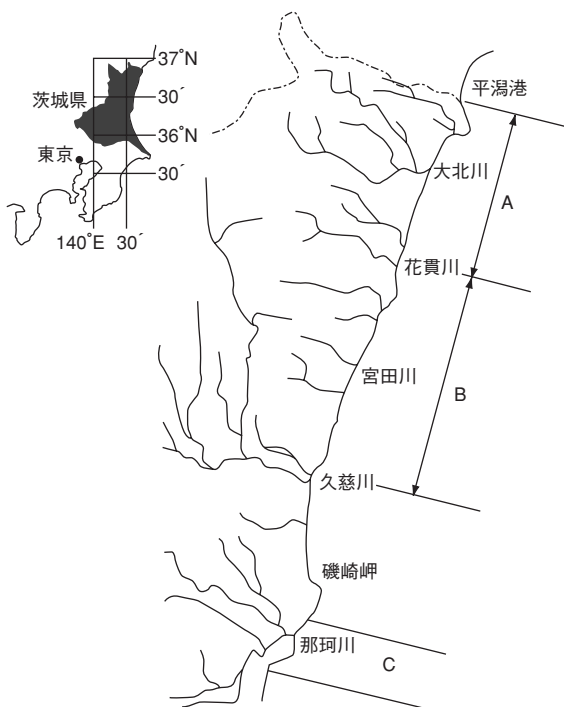 37˚N
茨城県
30´
36˚N
東京
30´
140˚E 30´
平潟港
大北川
A
花貫川
宮田川
B
久慈川
磯崎岬
那珂川
C